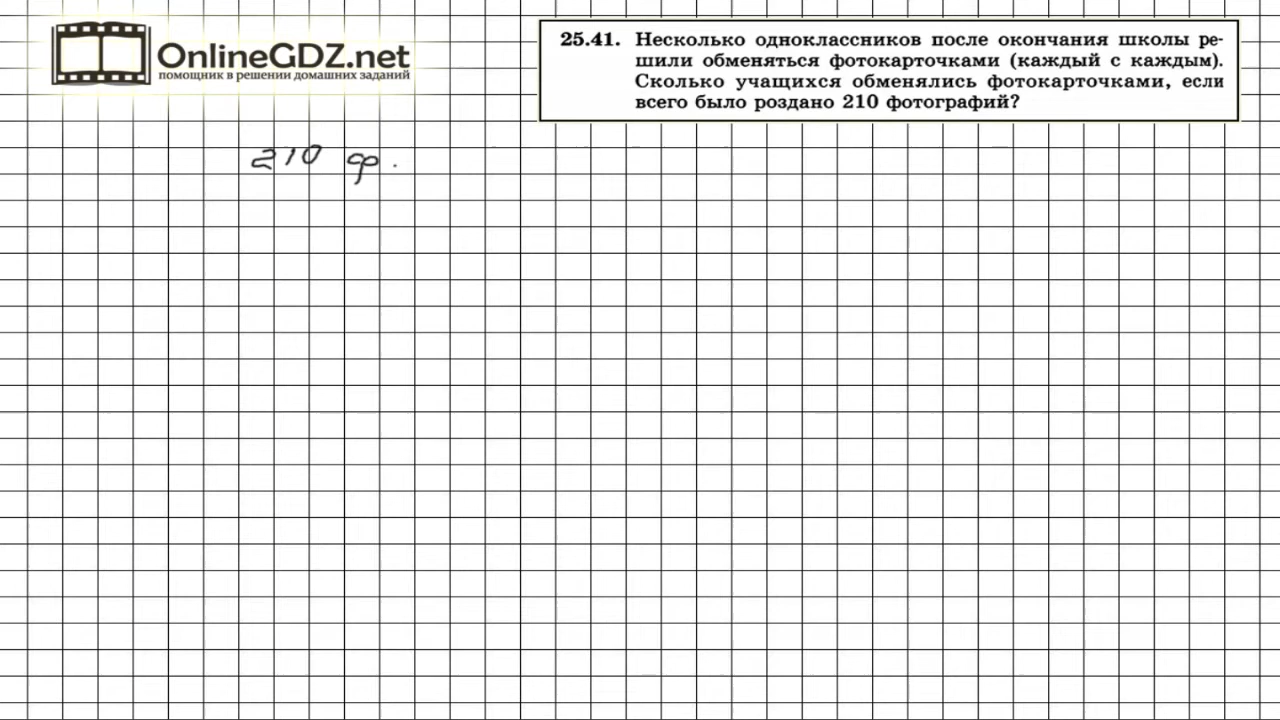 OnlineGDZ.net
помощник в решении домашних заданий
25.41. Несколько одноклассников после окончания школы ре-
шили обменяться фотокарточками (каждый с каждым).
Сколько учащихся обменялись фотокарточками, если
всего было роздано 210 фотографий?
210 ф.